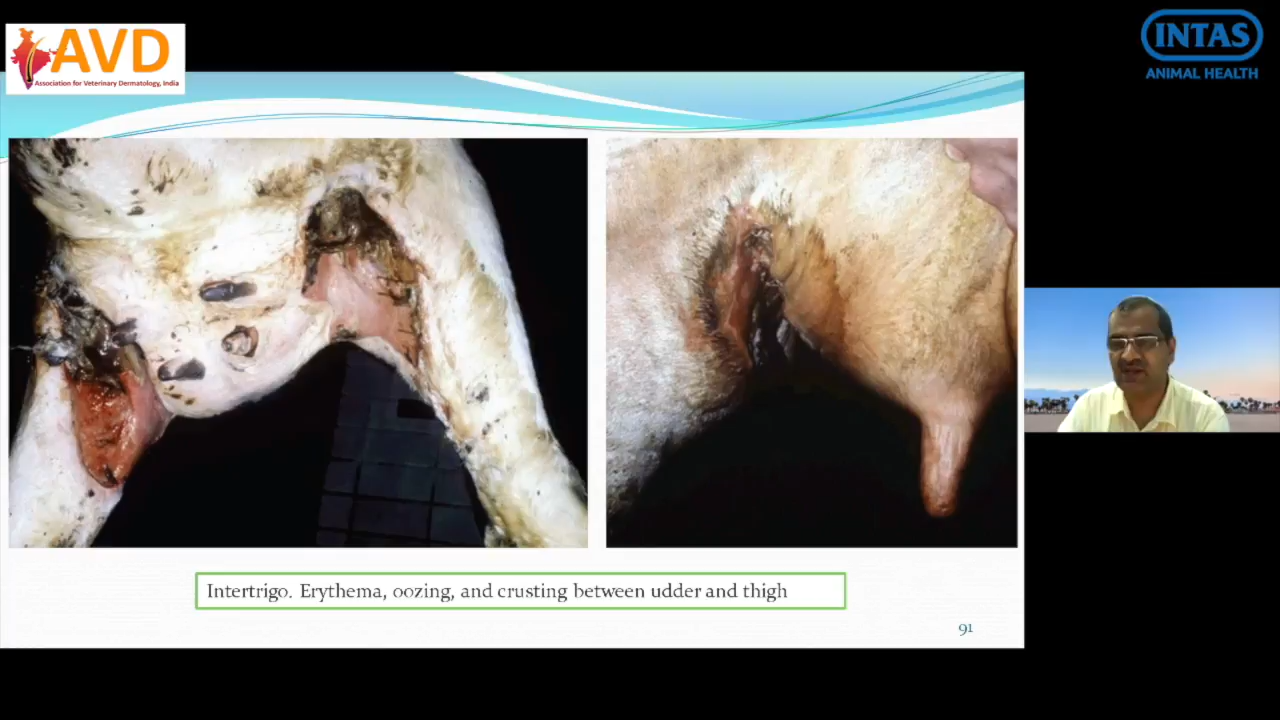 AVD
Association for Veterinary Dermatology, India
INTAS
ANIMAL HEALTH
Intertrigo. Erythema, oozing, and crusting between udder and thigh
91